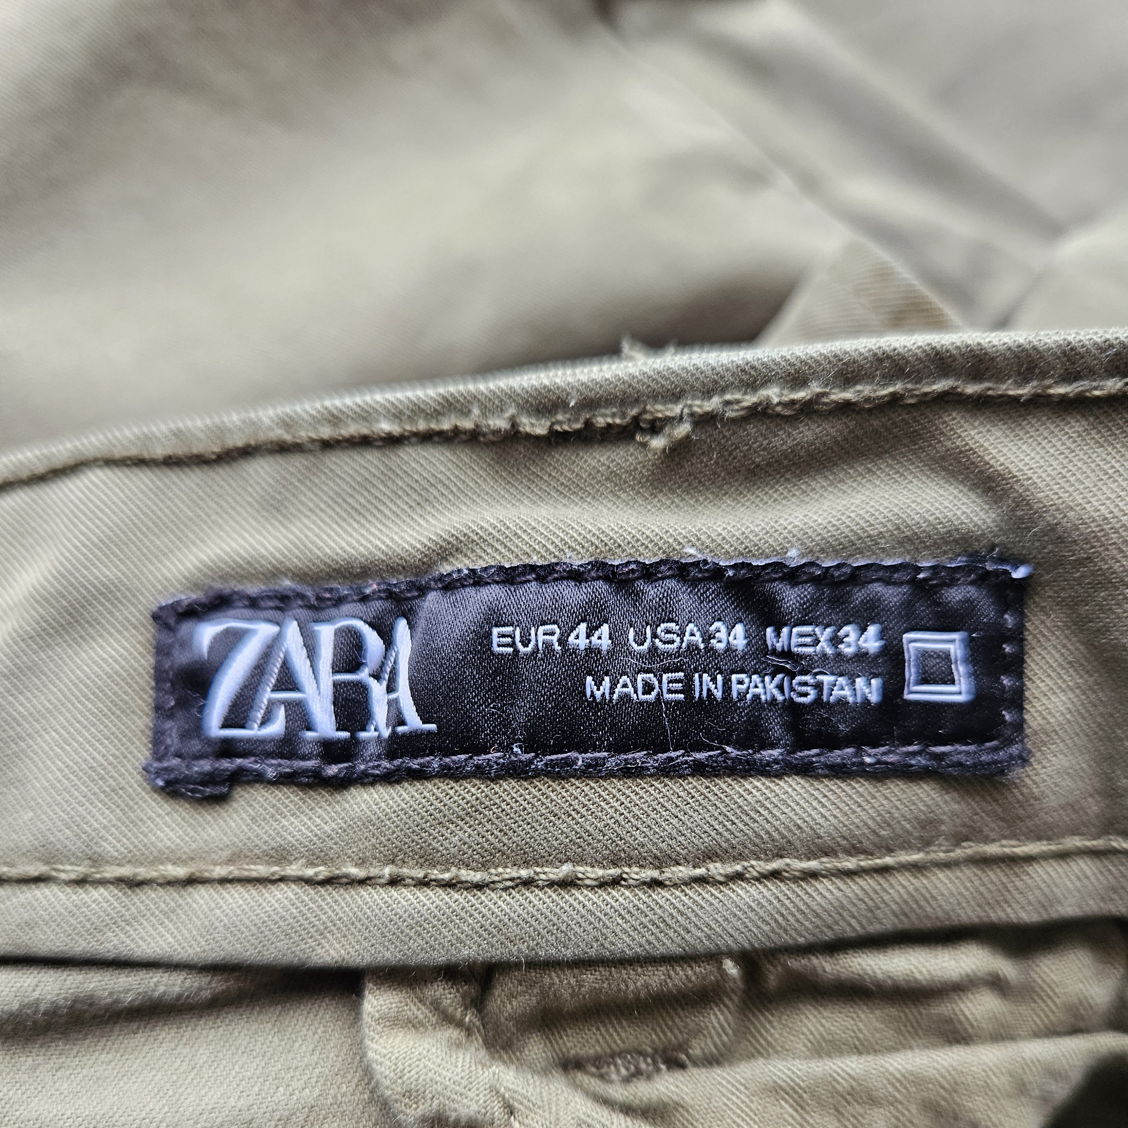 ZARA
EUR 44 USA 34 MEX 34
MADE IN PAKISTAN